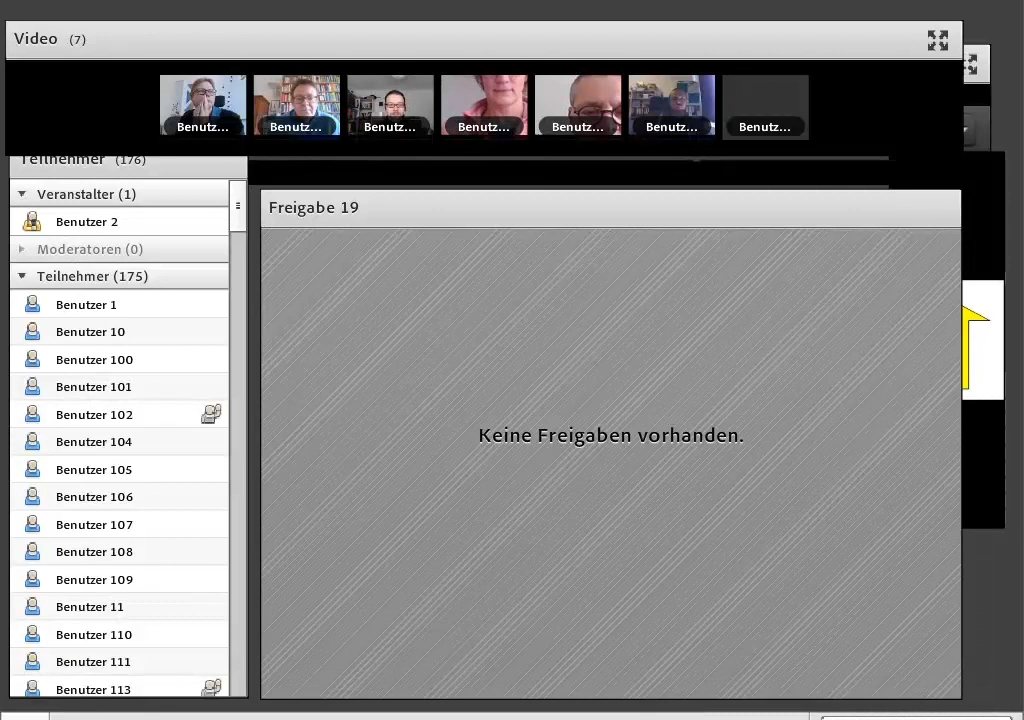 Video (7)
Benutz...
Benutz...
Benutz...
Benutz...
Benutz...
Benutz...
Benutz...
Teilnehmer (176)
Veranstalter (1)
Benutzer 2
Moderatoren (0)
Teilnehmer (175)
Benutzer 1
Benutzer 10
Benutzer 100
Benutzer 101
Benutzer 102
Benutzer 104
Benutzer 105
Benutzer 106
Benutzer 107
Benutzer 108
Benutzer 109
Benutzer 11
Benutzer 110
Benutzer 111
Benutzer 113
Freigabe 19
Keine Freigaben vorhanden.